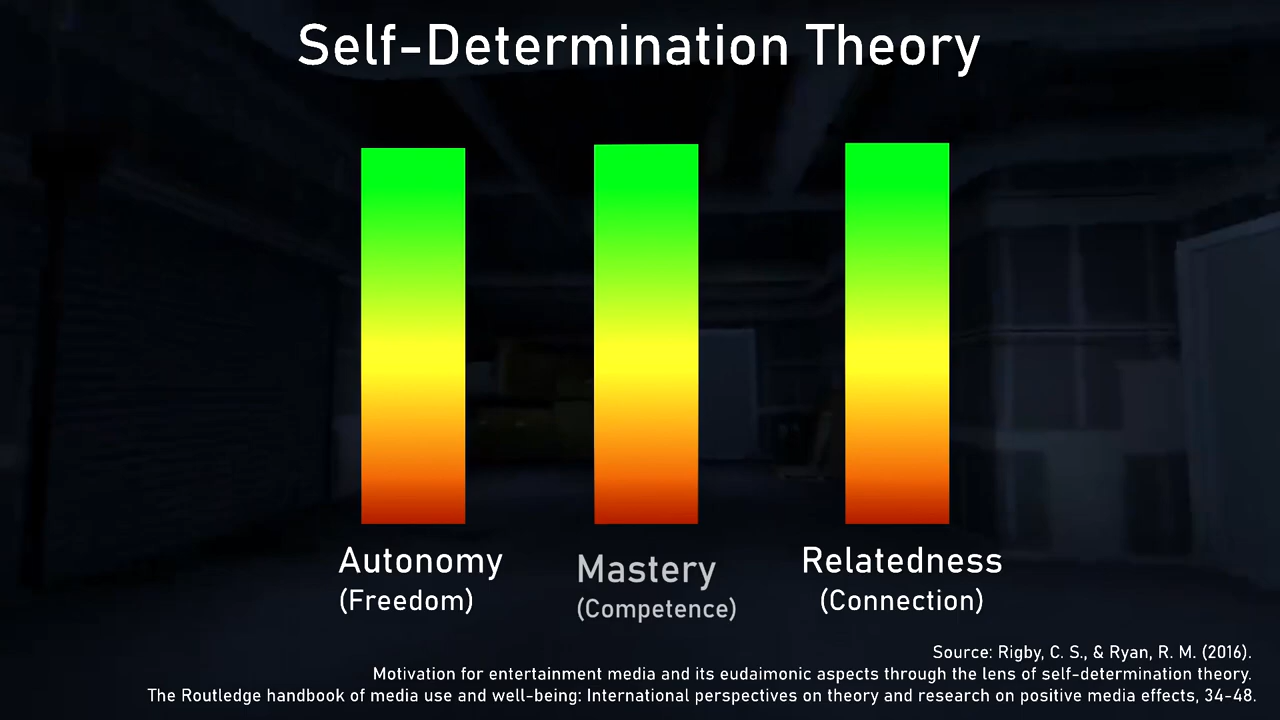 Self-Determination Theory
Autonomy
(Freedom)
Mastery
(Competence)
Relatedness
(Connection)
Source: Rigby, C. S., & Ryan, R. M. (2016).
Motivation for entertainment media and its eudaimonic aspects through the lens of self-determination theory.
The Routledge handbook of media use and well-being: International perspectives on theory and research on positive media effects, 34-48.